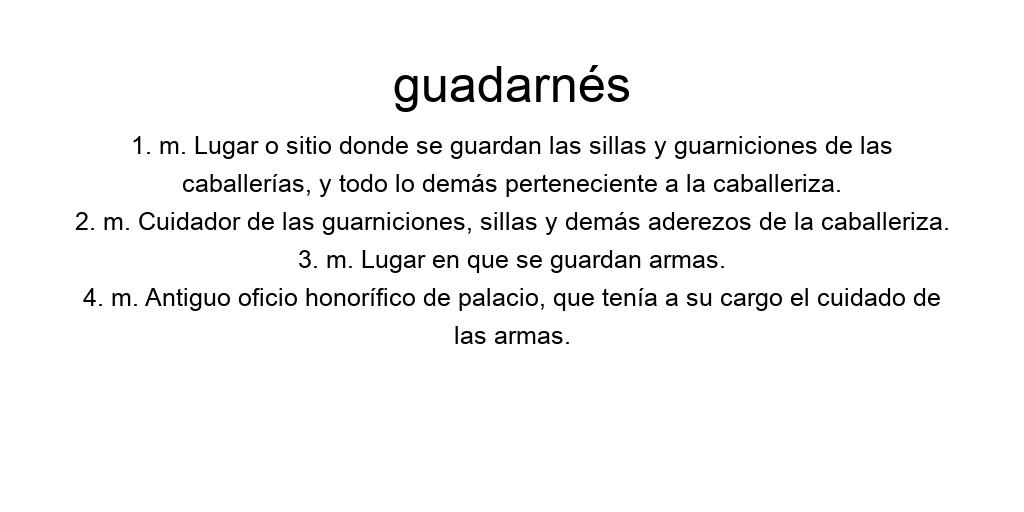 guadarnés
1. m. Lugar o sitio donde se guardan las sillas y guarniciones de las
caballerías, y todo lo demás perteneciente a la caballeriza.
2. m. Cuidador de las guarniciones, sillas y demás aderezos de la caballeriza.
3. m. Lugar en que se guardan armas.
4. m. Antiguo oficio honorífico de palacio, que tenía a su cargo el cuidado de
las armas.